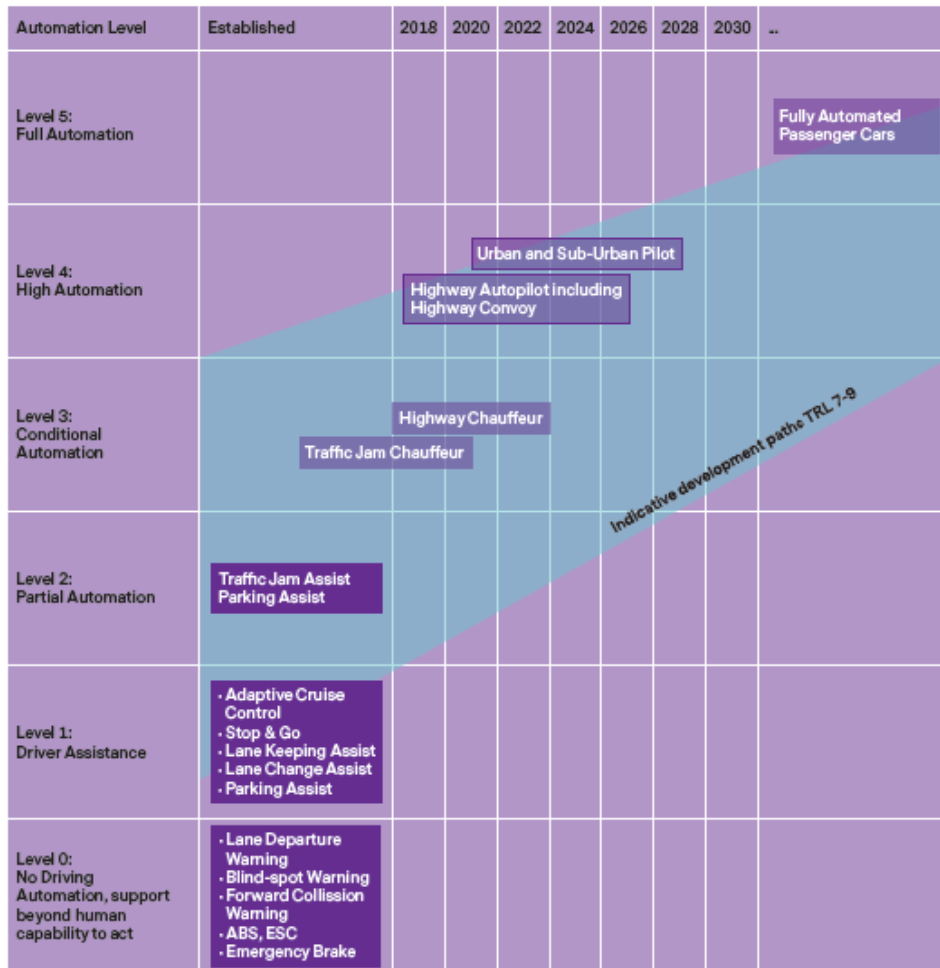 Automation Level Established 2018 2020 2022 2024 2026 2028 2030 ...
Level 5:
Full Automation
Fully Automated
Passenger Cars
Level 4:
High Automation
Urban and Sub-Urban Pilot
Highway Autopilot including
Highway Convoy
Level 3:
Conditional
Automation
Highway Chauffeur
Traffic Jam Chauffeur
Indicative development paths TRL 7-9
Level 2:
Partial Automation
Traffic Jam Assist
Parking Assist
Level 1:
Driver Assistance
· Adaptive Cruise
Control
· Stop & Go
· Lane Keeping Assist
· Lane Change Assist
· Parking Assist
Level 0:
No Driving
Automation, support
beyond human
capability to act
· Lane Departure
Warning
· Blind-spot Warning
· Forward Collission
Warning
· ABS, ESC
· Emergency Brake